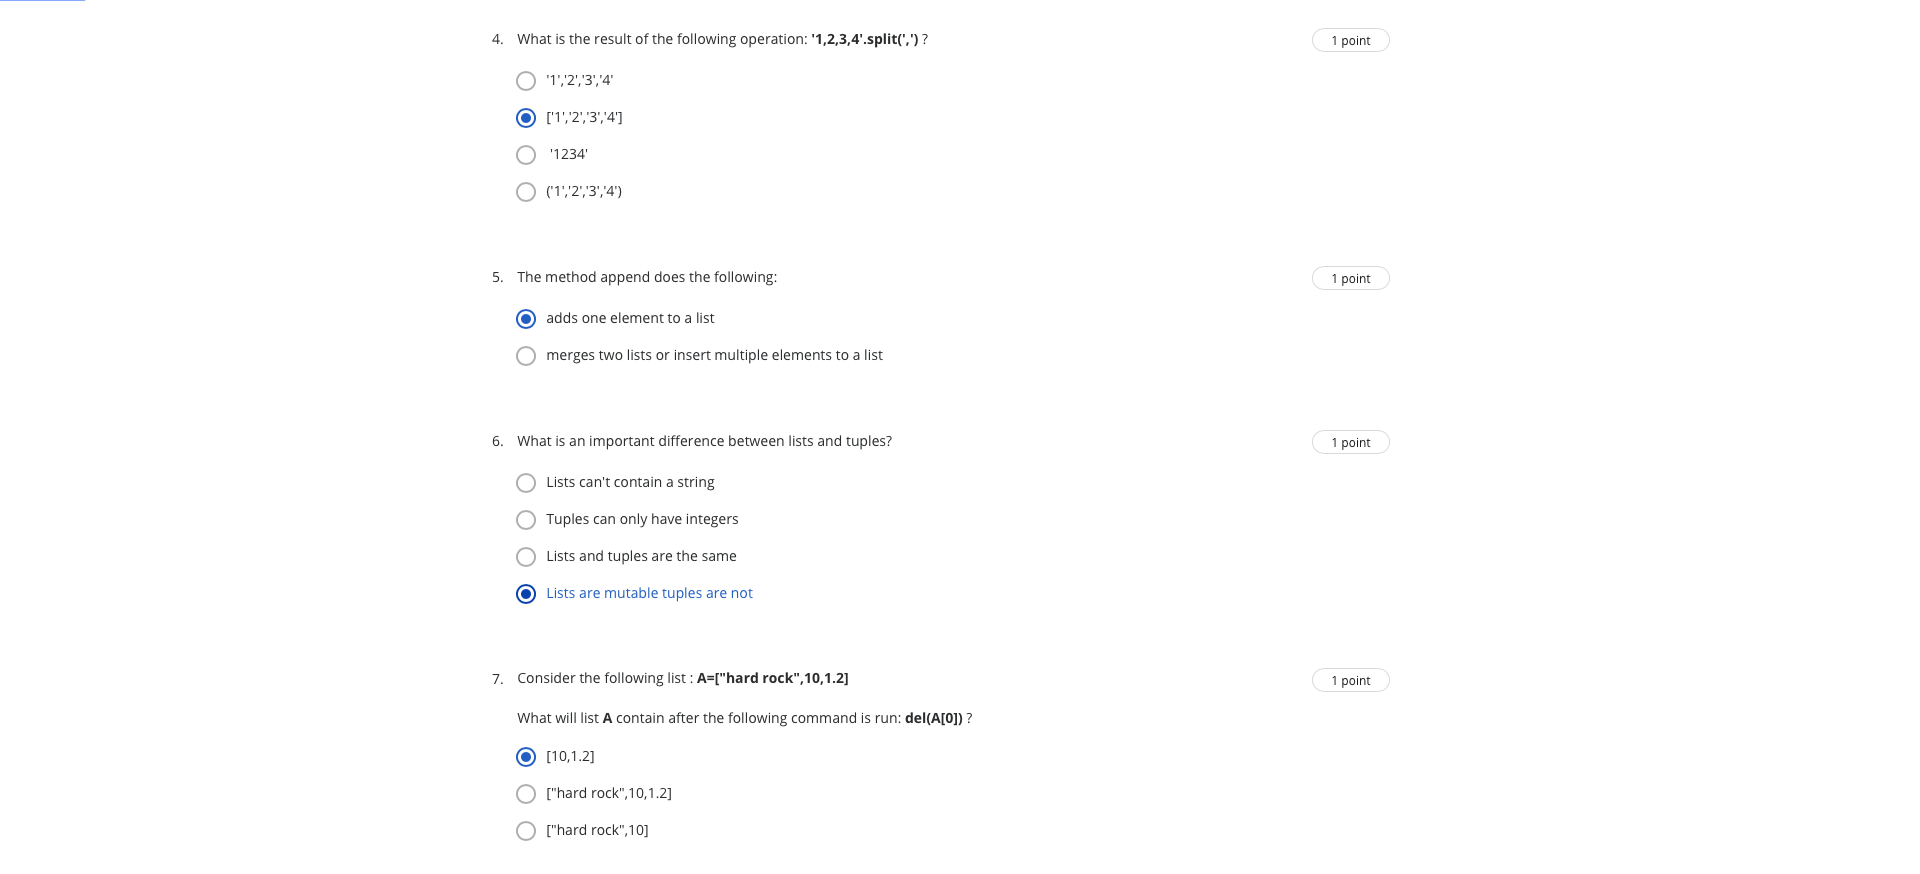 4. What is the result of the following operation: '1,2,3,4'.split(',') ? 1 point
'1','2','3','4'
['1','2','3','4']
'1234'
('1','2','3','4')
5. The method append does the following: 1 point
adds one element to a list
merges two lists or insert multiple elements to a list
6. What is an important difference between lists and tuples? 1 point
Lists can't contain a string
Tuples can only have integers
Lists and tuples are the same
Lists are mutable tuples are not
7. Consider the following list : A=["hard rock",10,1.2] 1 point
What will list A contain after the following command is run: del(A[0]) ?
[10,1.2]
["hard rock",10,1.2]
["hard rock",10]